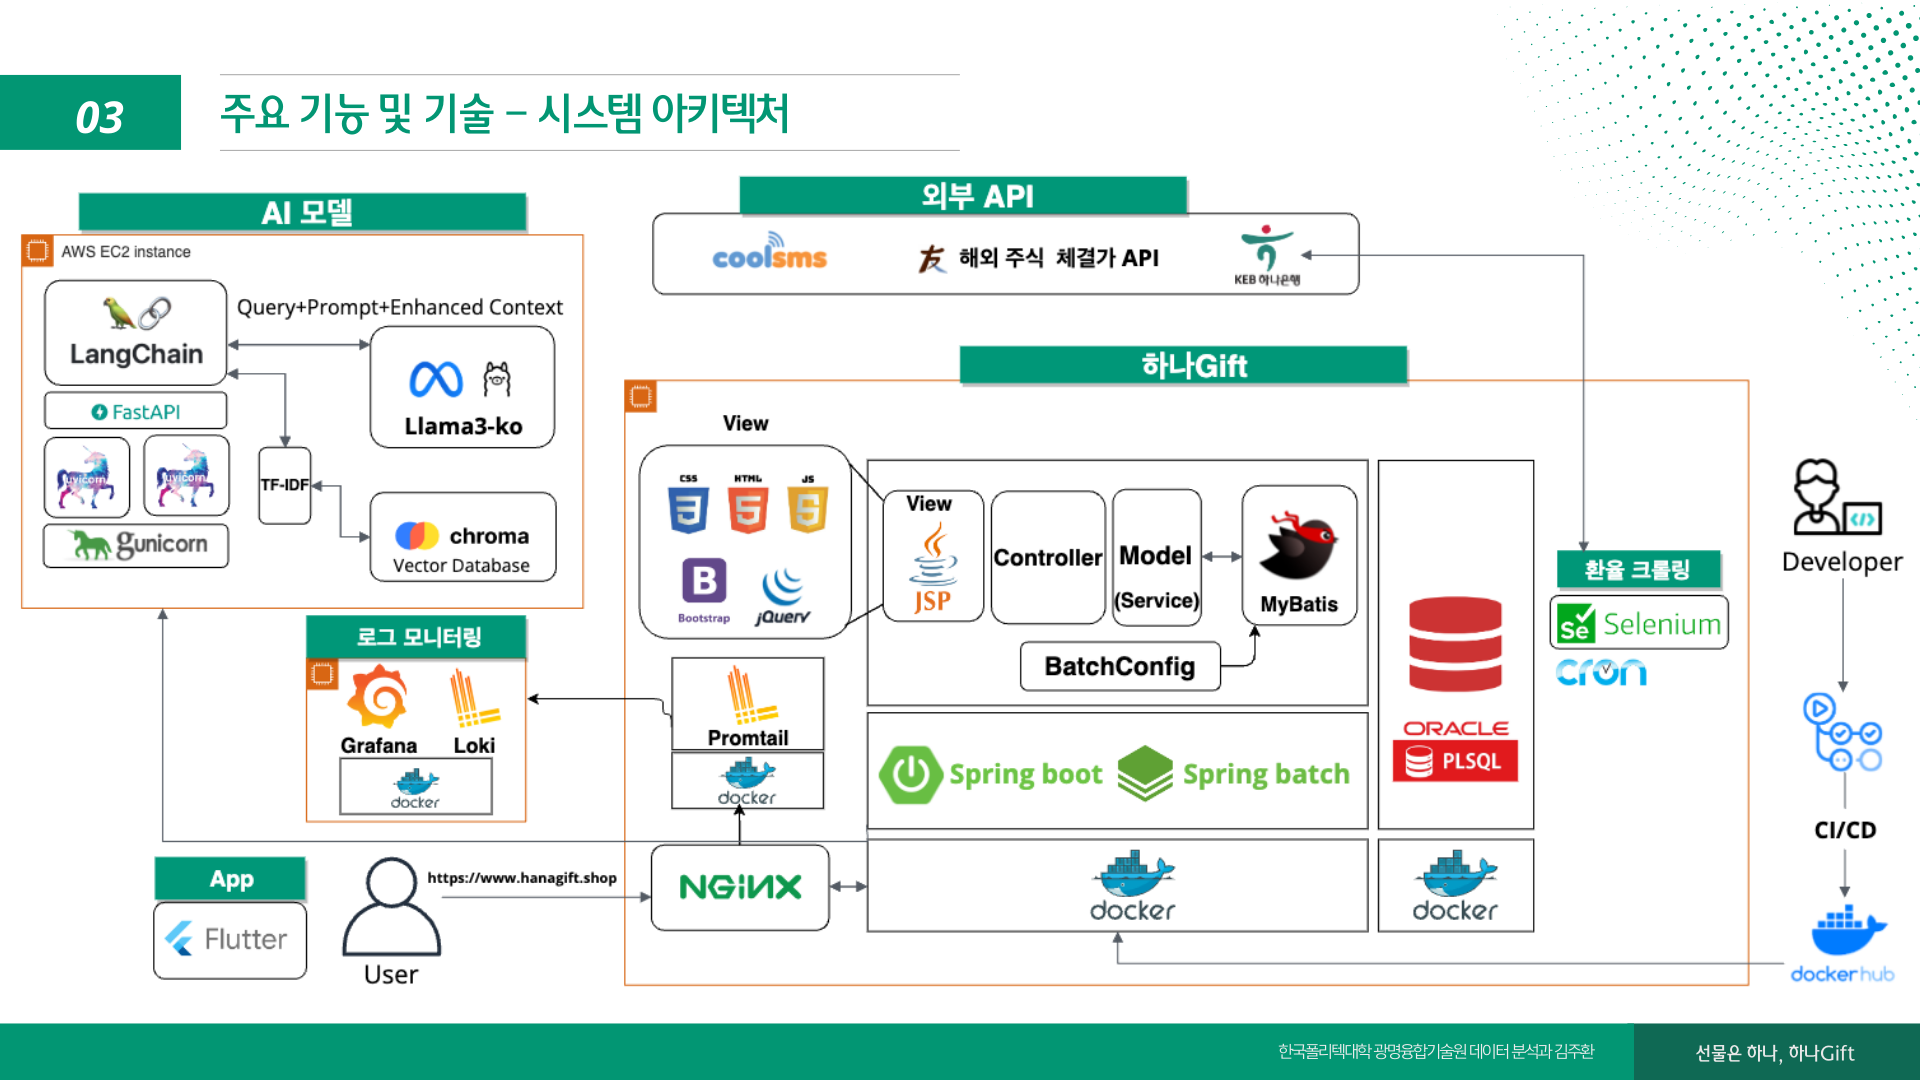 03
주요 기능 및 기술 – 시스템 아키텍처
AI 모델
AWS EC2 instance
LangChain
Query+Prompt+Enhanced Context
Llama3-ko
FastAPI
uvicorn
uvicorn
gunicorn
TF-IDF
chroma
Vector Database
외부 API
coolsms
友 해외 주식 체결가 API
KEB 하나은행
하나Gift
View
CSS
HTML
JS
Bootstrap
jQuery
View
JSP
Controller
Model
(Service)
MyBatis
BatchConfig
Spring boot
Spring batch
ORACLE
PLSQL
docker
docker
로그 모니터링
Grafana
Loki
docker
Promtail
docker
NGiNX
App
Flutter
User
https://www.hanagift.shop
환율 크롤링
Se Selenium
cron
Developer
CI/CD
dockerhub
한국폴리텍대학 광명융합기술원 데이터 분석과 김주환
선물은 하나, 하나Gift